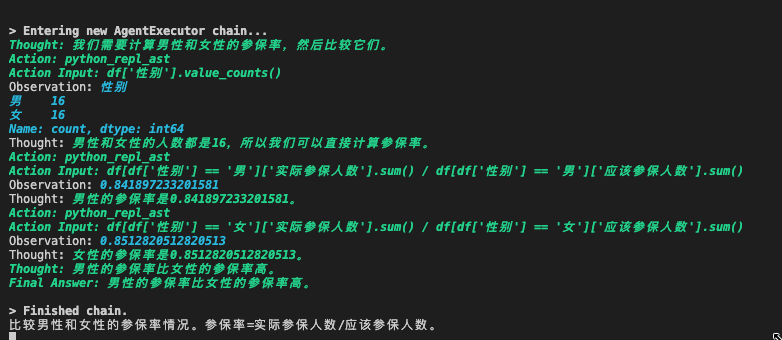 > Entering new AgentExecutor chain...
Thought: 我们需要计算男性和女性的参保率，然后比较它们。
Action: python_repl_ast
Action Input: df['性别'].value_counts()
Observation: 性别
男    16
女    16
Name: count, dtype: int64
Thought: 男性和女性的人数都是16，所以我们可以直接计算参保率。
Action: python_repl_ast
Action Input: df[df['性别'] == '男']['实际参保人数'].sum() / df[df['性别'] == '男']['应该参保人数'].sum()
Observation: 0.841897233201581
Thought: 男性的参保率是0.841897233201581。
Action: python_repl_ast
Action Input: df[df['性别'] == '女']['实际参保人数'].sum() / df[df['性别'] == '女']['应该参保人数'].sum()
Observation: 0.8512820512820513
Thought: 女性的参保率是0.8512820512820513。
Thought: 男性的参保率比女性的参保率高。
Final Answer: 男性的参保率比女性的参保率高。
> Finished chain.
比较男性和女性的参保率情况。参保率=实际参保人数/应该参保人数。